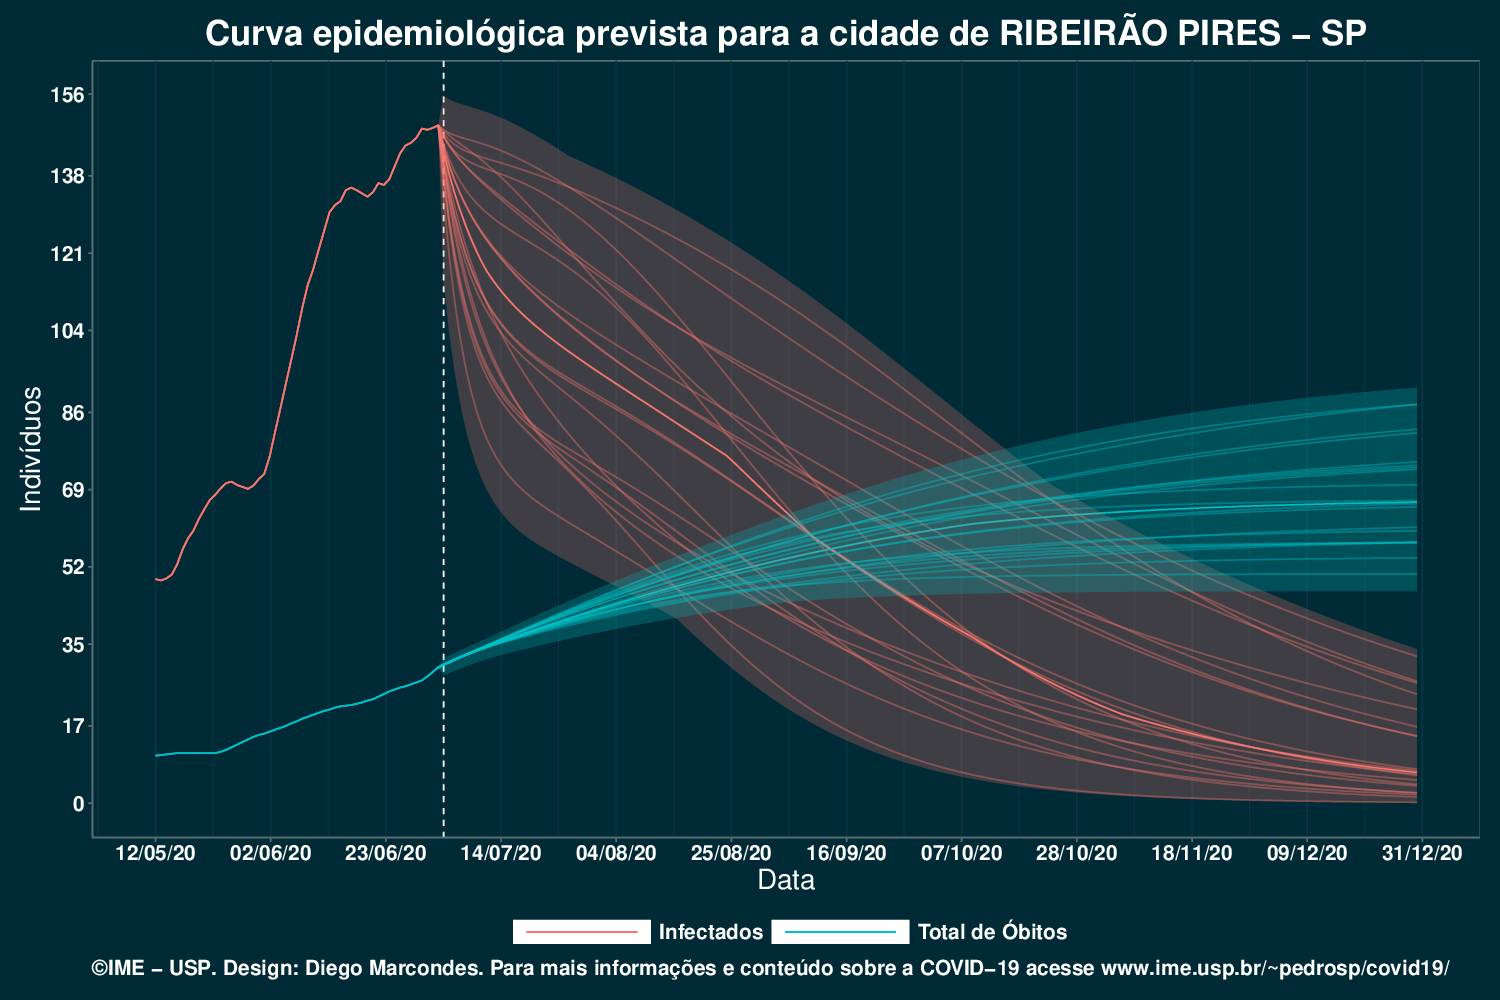 Curva epidemiológica prevista para a cidade de RIBEIRÃO PIRES – SP
Indivíduos
156
138
121
104
86
69
52
35
17
0
12/05/20 02/06/20 23/06/20 14/07/20 04/08/20 25/08/20 16/09/20 07/10/20 28/10/20 18/11/20 09/12/20 31/12/20
Data
Infectados Total de Óbitos
©IME – USP. Design: Diego Marcondes. Para mais informações e conteúdo sobre a COVID–19 acesse www.ime.usp.br/~pedrosp/covid19/